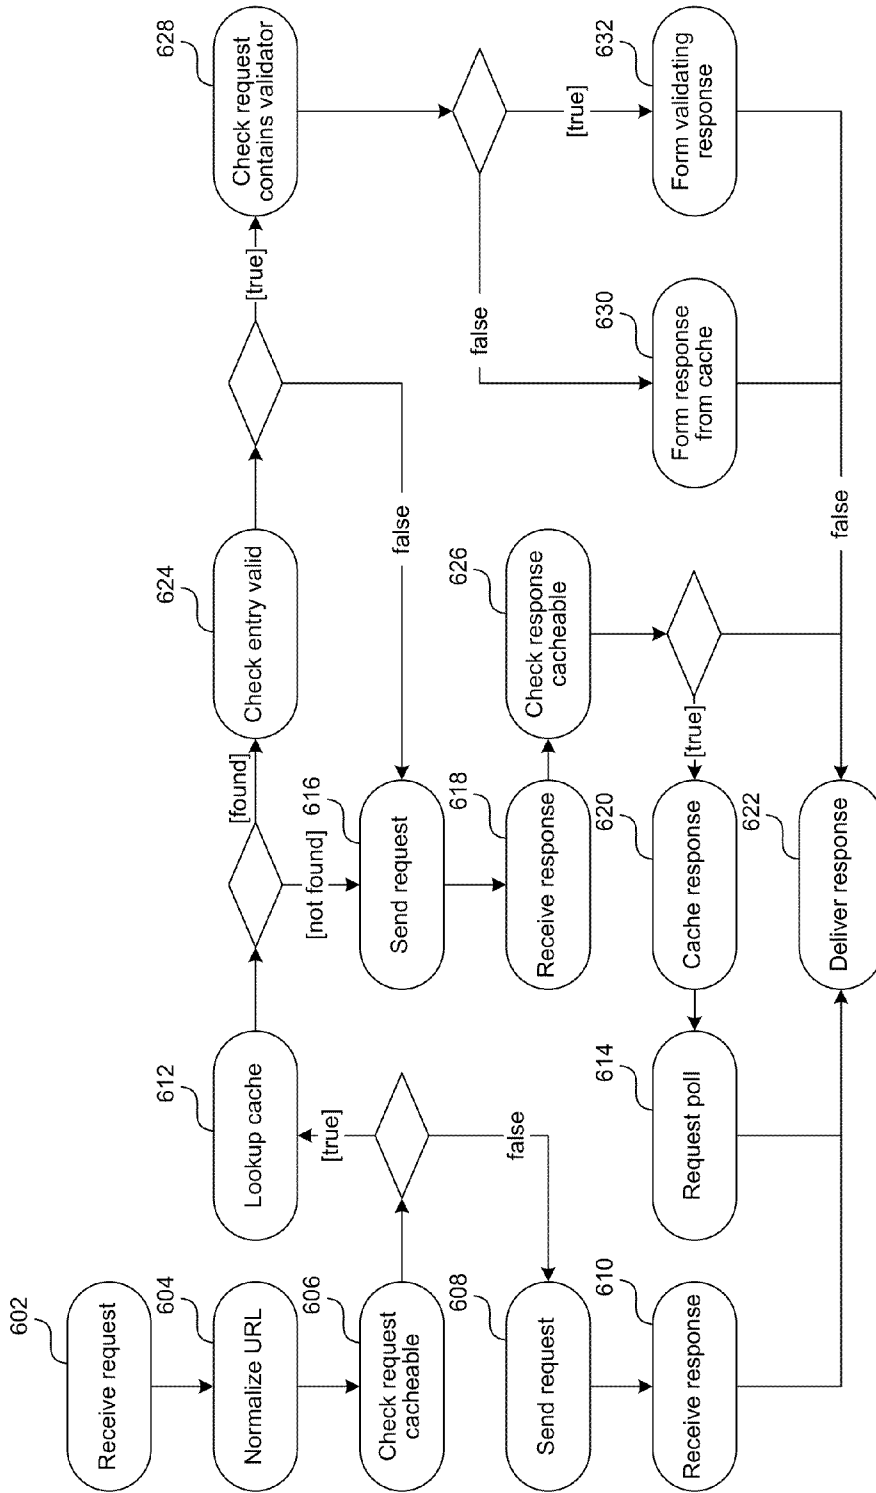 602
Receive request
604
Normalize URL
606
Check request
cacheable
[true]
false
608
Send request
610
Receive response
612
Lookup cache
[found]
[not found]
614
Request poll
616
Send request
618
Receive response
620
Cache response
622
Deliver response
624
Check entry valid
[true]
false
626
Check response
cacheable
[true]
false
628
Check request
contains validator
[true]
false
630
Form response
from cache
632
Form validating
response